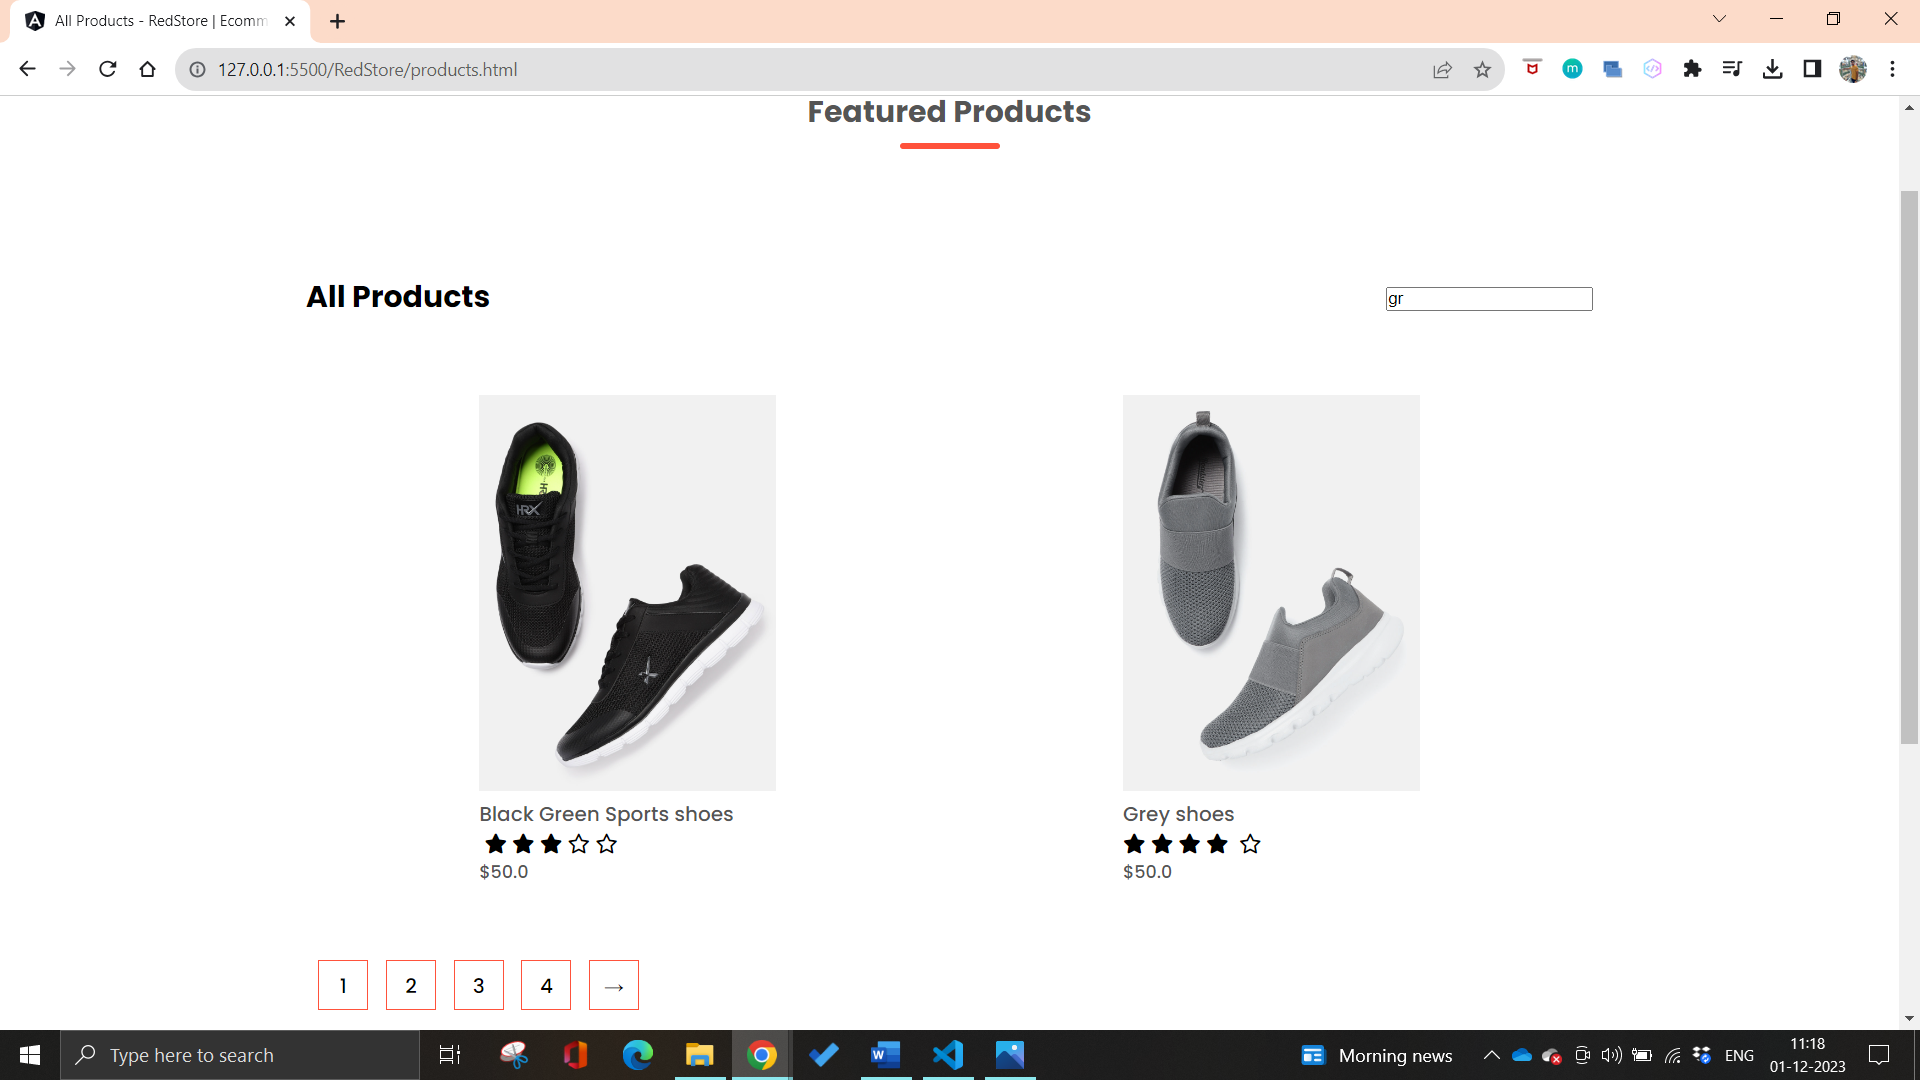 All Products - RedStore | Ecomm
127.0.0.1:5500/RedStore/products.html
m
Featured Products
All Products
gr
HRX
Black Green Sports shoes
$50.0
Grey shoes
$50.0
1 2 3 4 →
Type here to search
Morning news
ENG
11:18
01-12-2023